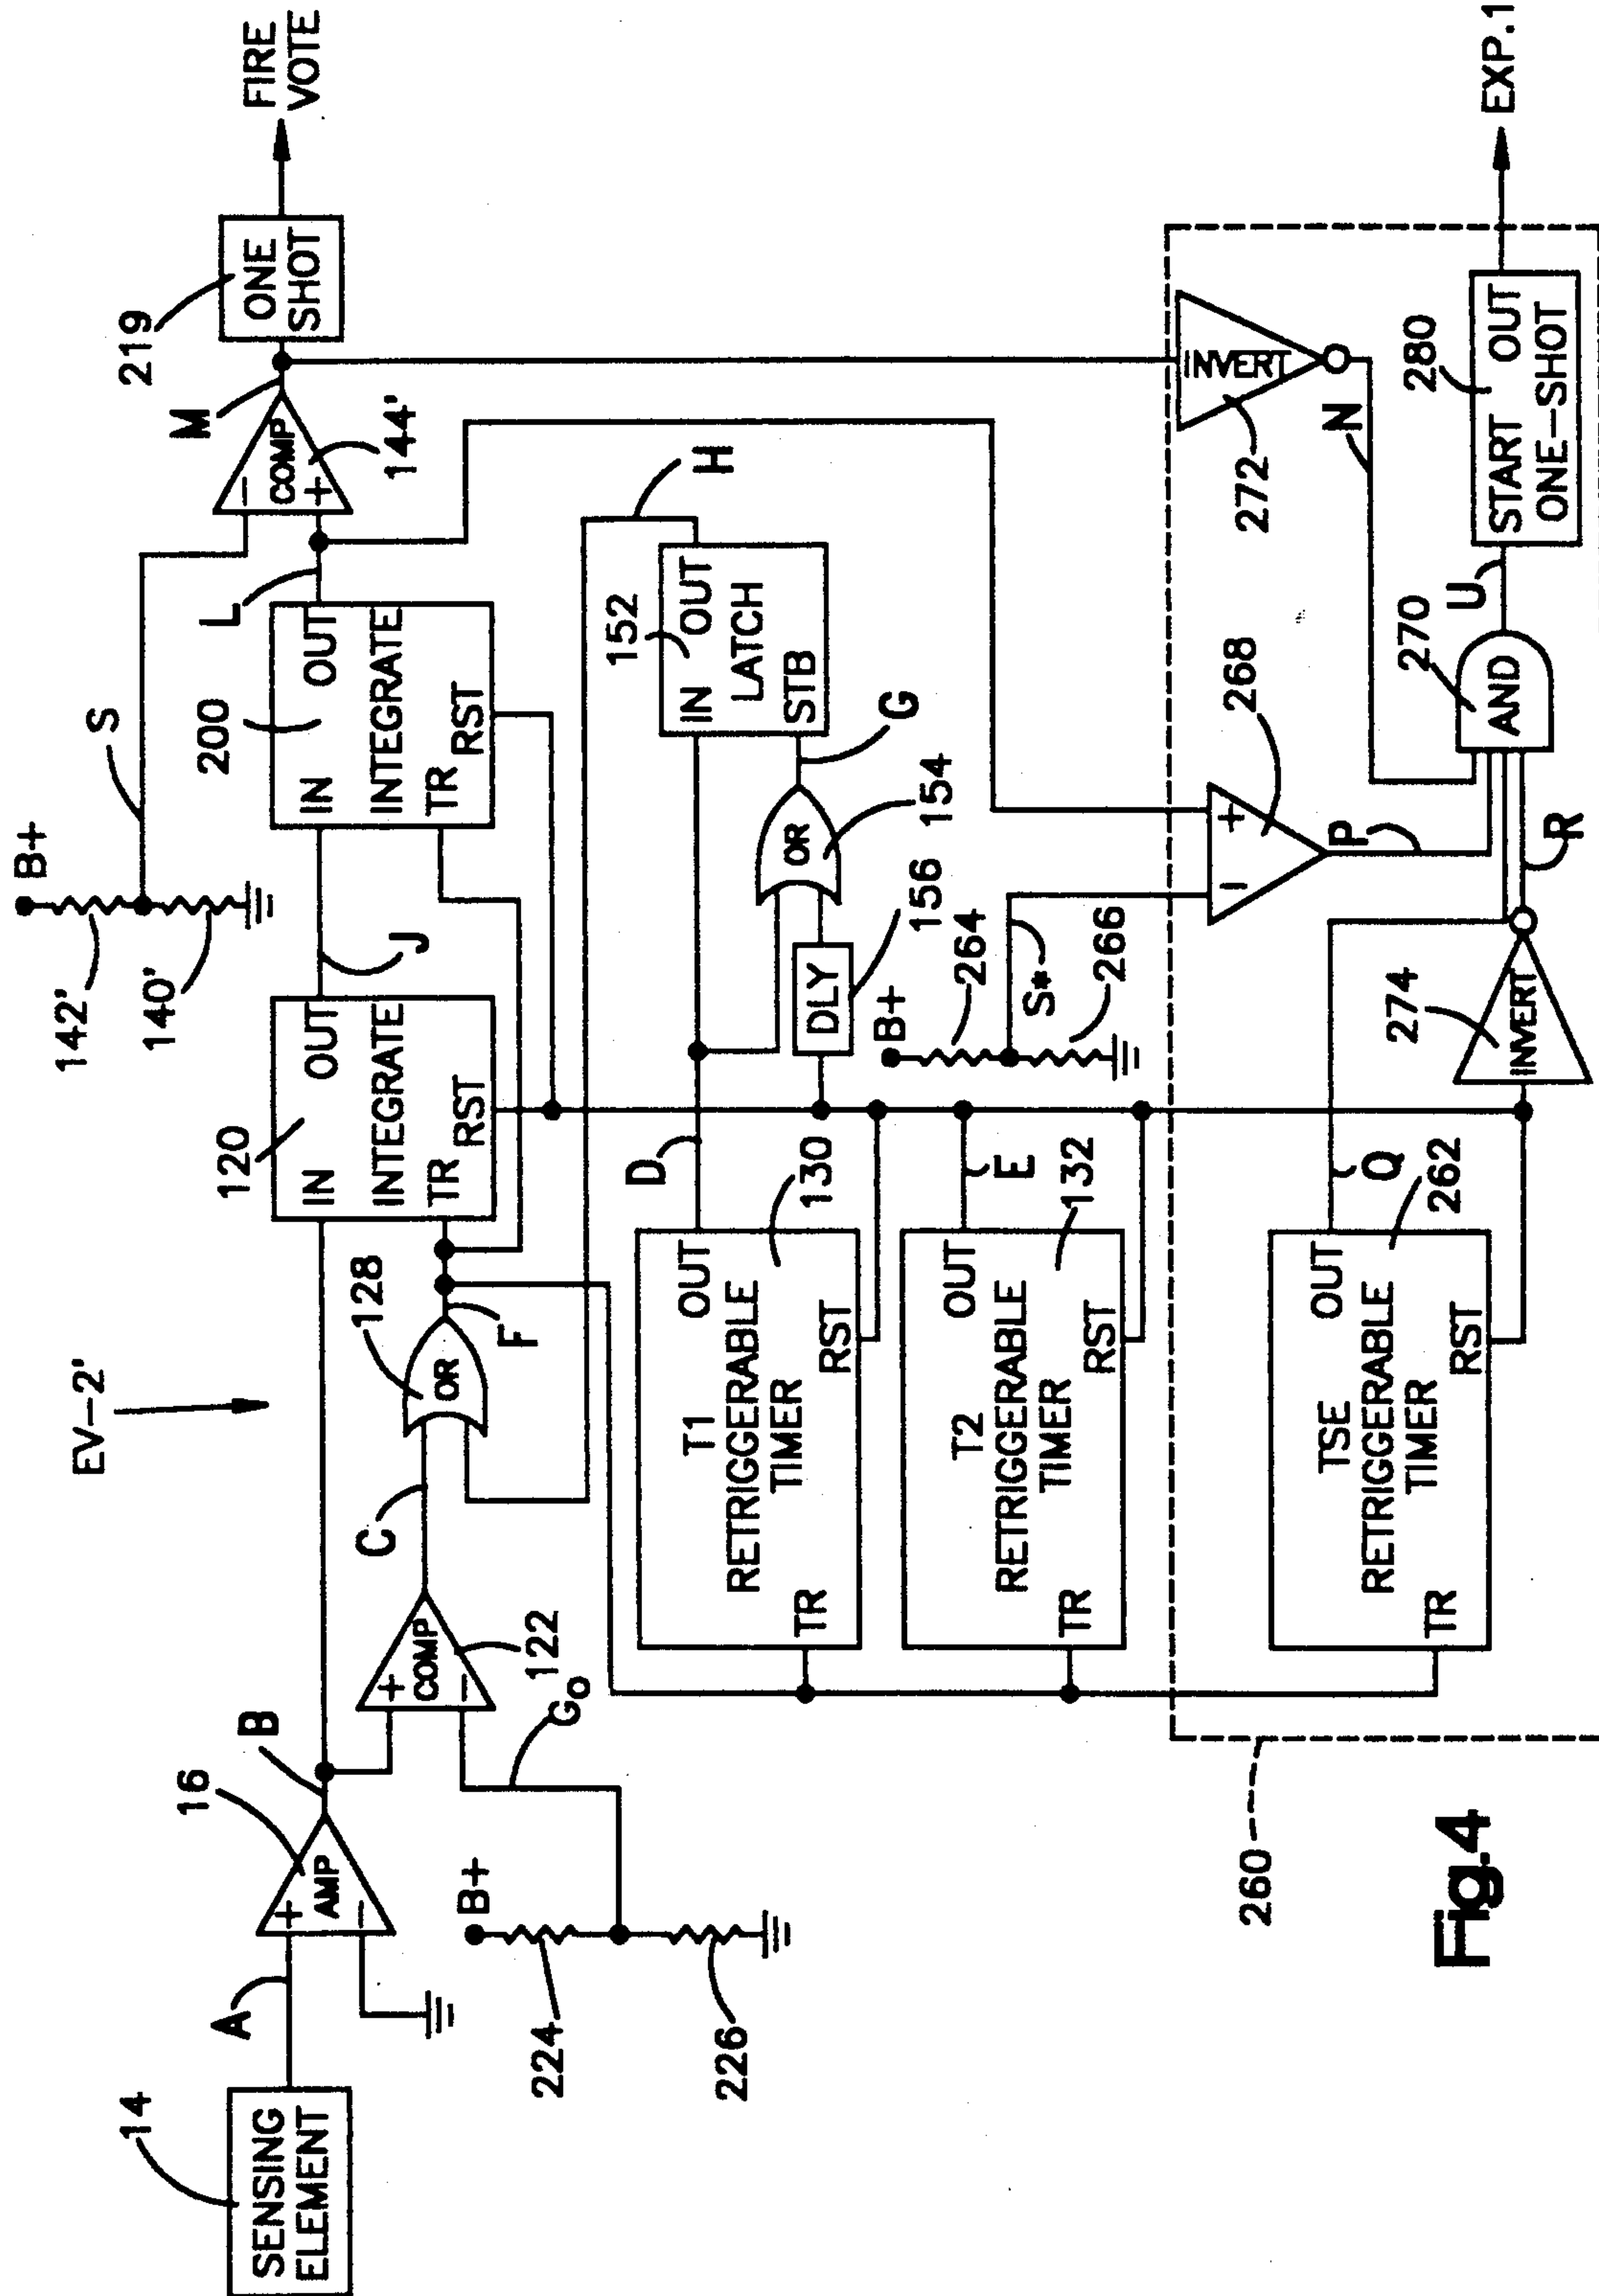 EV-2'
14
SENSING
ELEMENT
A
16
+
AMP
−
B
B+
224
226
G₀
+
COMP
−
122
C
128
OR
F
120
IN
OUT
INTEGRATE
TR
RST
J
B+
142'
140'
S
200
IN
OUT
INTEGRATE
TR
RST
L
M
−
COMP
+
144'
219
ONE
SHOT
FIRE
VOTE
H
152
IN
OUT
LATCH
STB
G
OR
154
DLY
156
D
OUT
T1
RETRIGGERABLE
TIMER
TR
RST
130
E
OUT
T2
RETRIGGERABLE
TIMER
TR
RST
132
B+
264
S*
266
−
+
268
P
INVERT
272
N
Q
262
OUT
TSE
RETRIGGERABLE
TIMER
TR
RST
274
INVERT
R
270
AND
U
280
START
OUT
ONE-SHOT
EXP.1
260
Fig.4